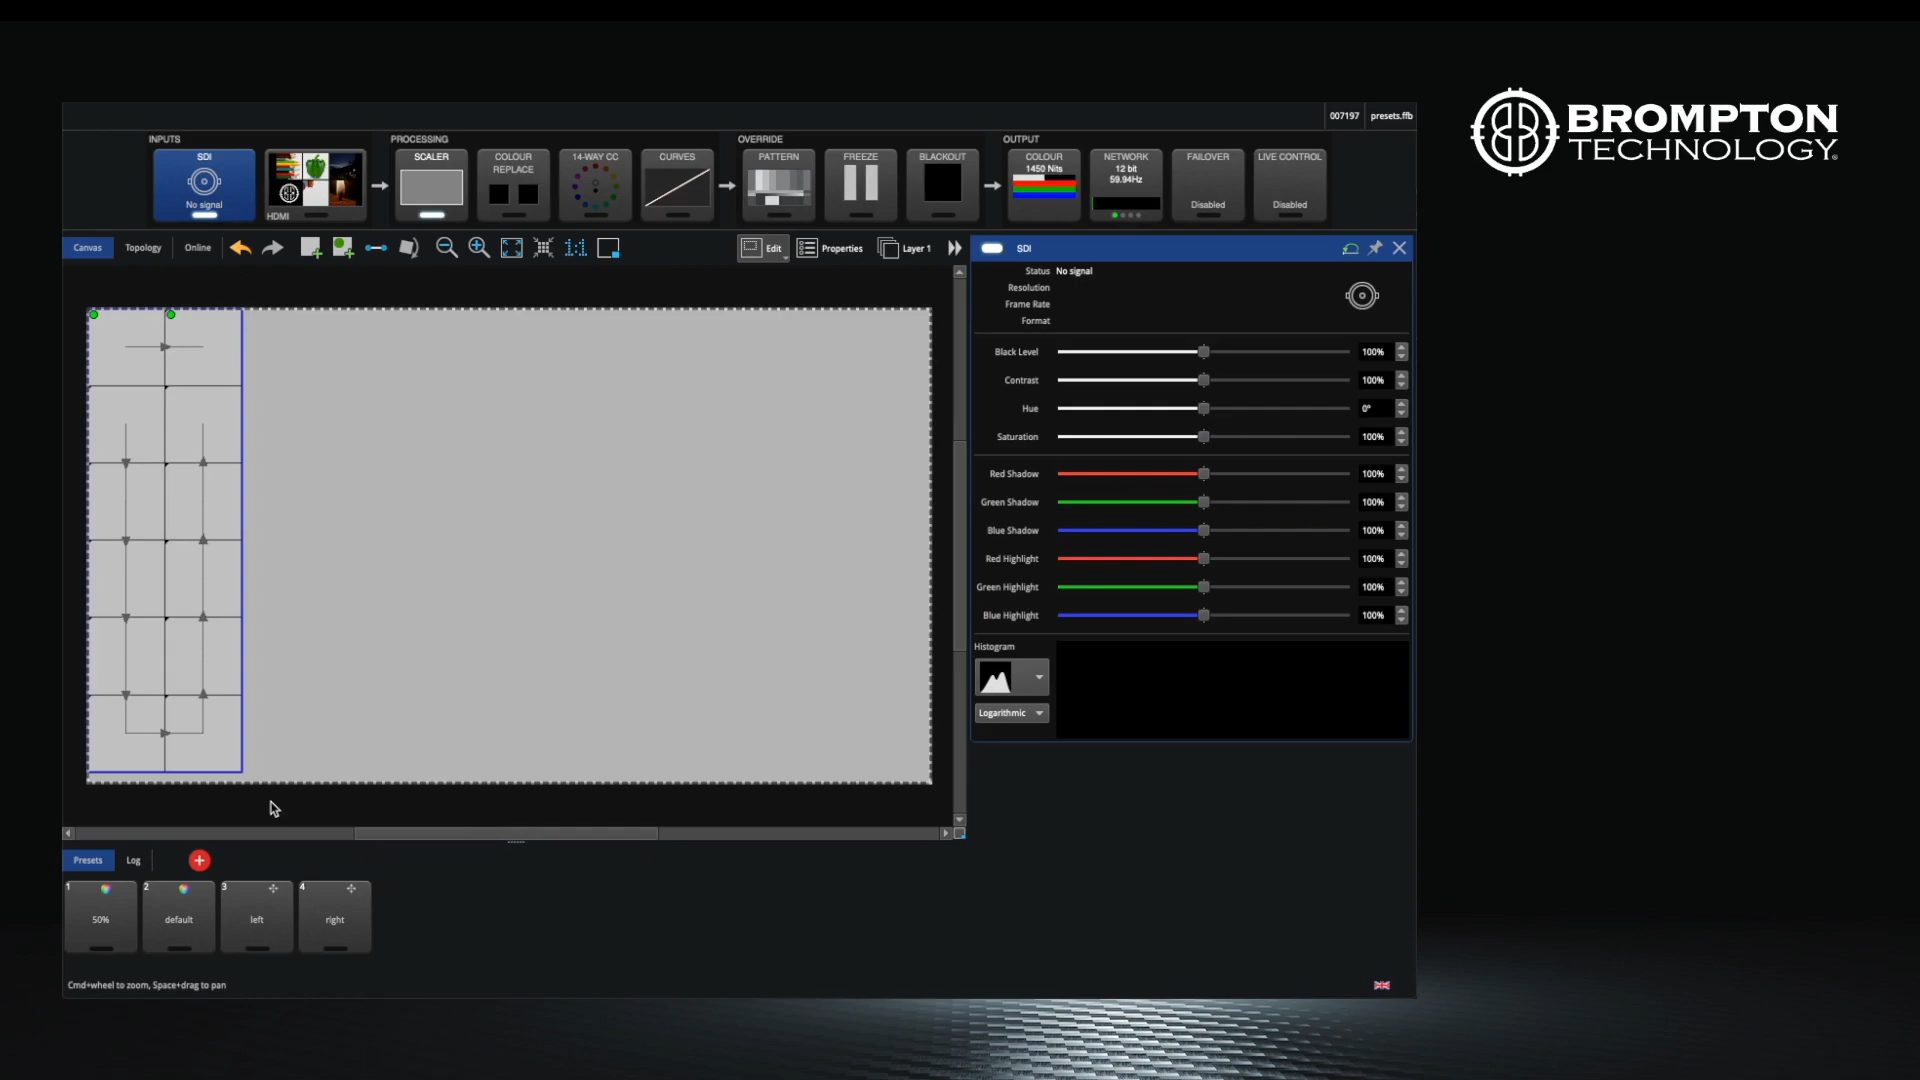 BROMPTON
TECHNOLOGY®
007197
presets.ffb
INPUTS
PROCESSING
OVERRIDE
OUTPUT
SDI
No signal
HDMI
SCALER
COLOUR
REPLACE
14-WAY CC
CURVES
PATTERN
FREEZE
BLACKOUT
COLOUR
1450 Nits
NETWORK
12 bit
59.94Hz
FAILOVER
Disabled
LIVE CONTROL
Disabled
Canvas
Topology
Online
1:1
Edit
Properties
Layer 1
SDI
Status No signal
Resolution
Frame Rate
Format
Black Level 100%
Contrast 100%
Hue 0°
Saturation 100%
Red Shadow 100%
Green Shadow 100%
Blue Shadow 100%
Red Highlight 100%
Green Highlight 100%
Blue Highlight 100%
Histogram
Logarithmic
Presets
Log
1
50%
2
default
3
left
4
right
Cmd+wheel to zoom, Space+drag to pan